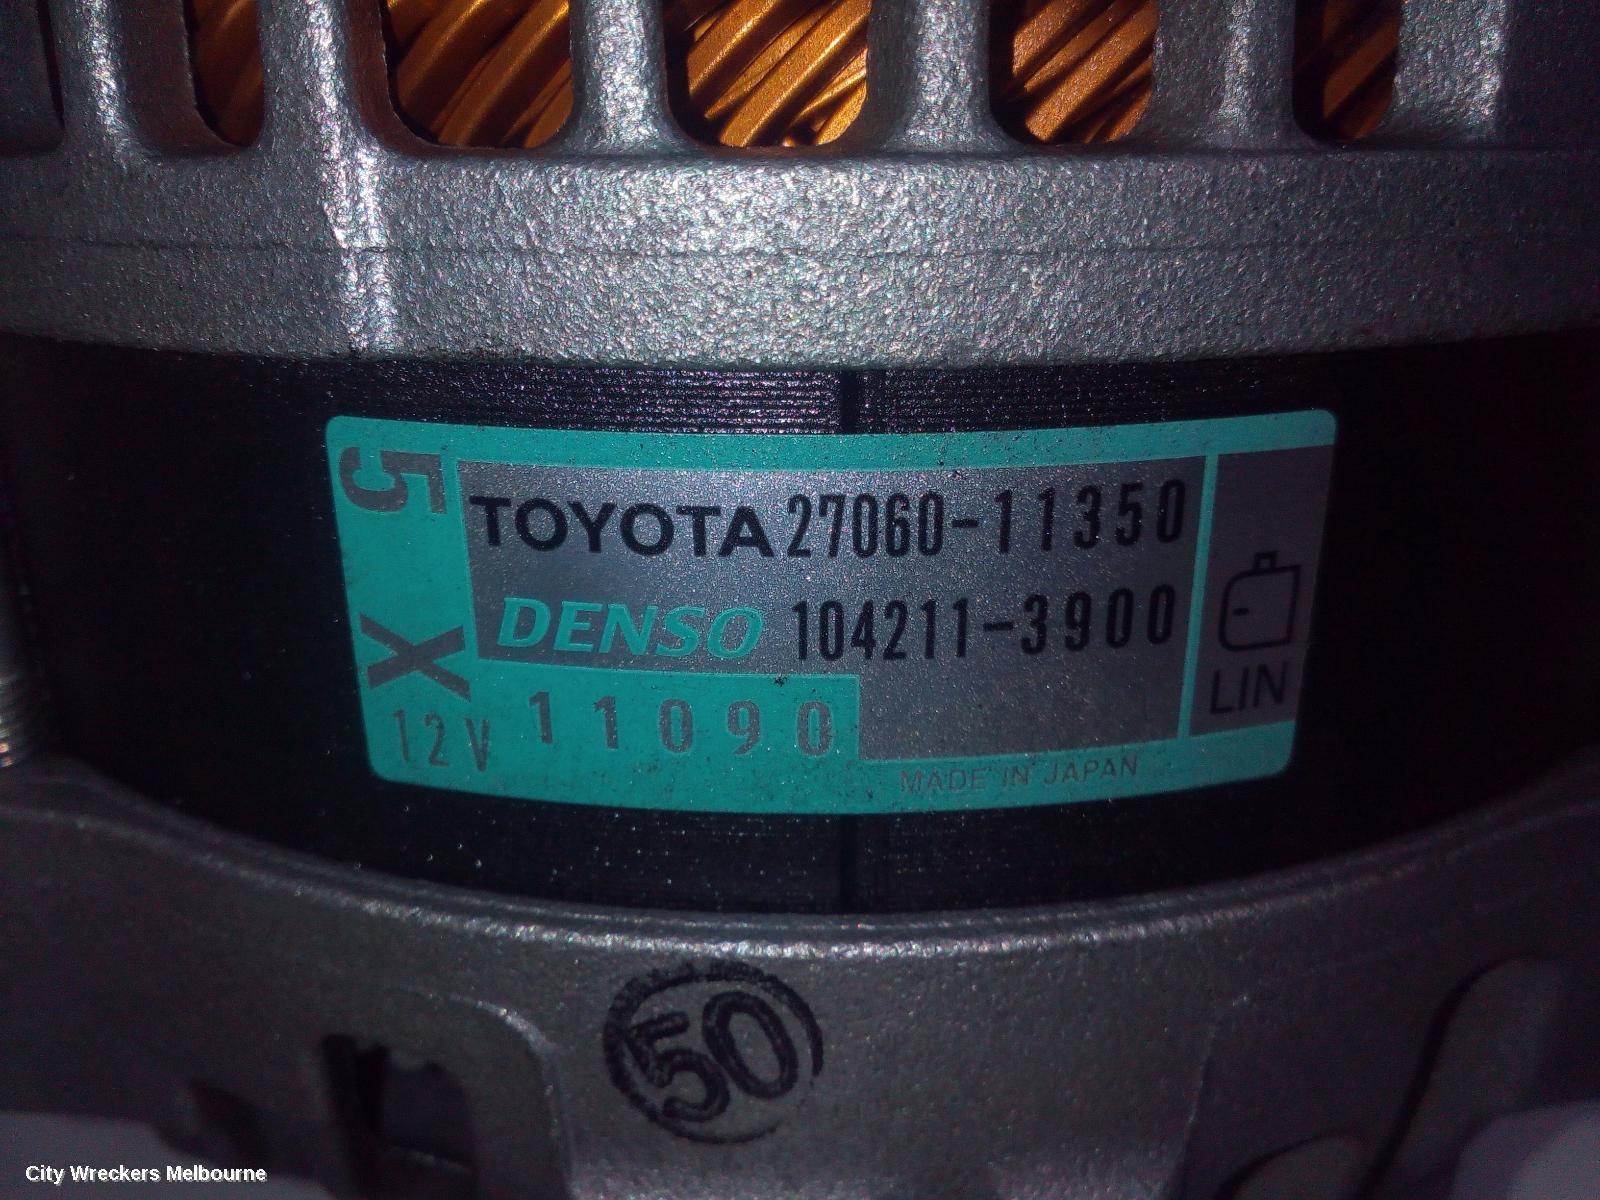 5 X
TOYOTA 27060-11350
DENSO 104211-3900
12V 11090
LIN
MADE IN JAPAN
50
City Wreckers Melbourne